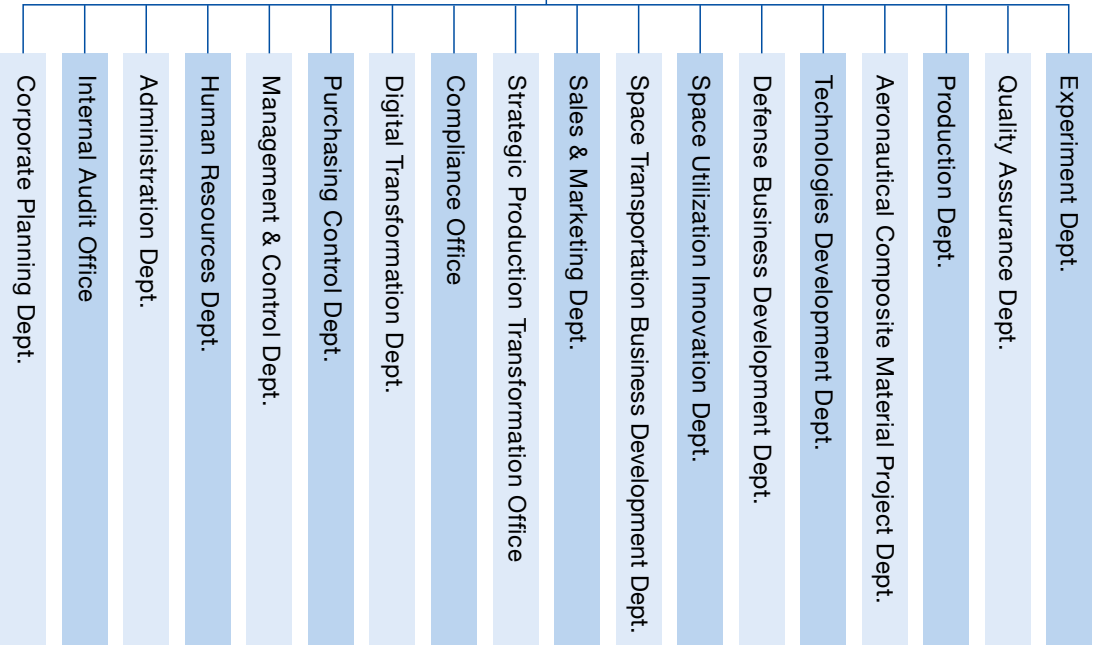 Corporate Planning Dept.
Internal Audit Office
Administration Dept.
Human Resources Dept.
Management & Control Dept.
Purchasing Control Dept.
Digital Transformation Dept.
Compliance Office
Strategic Production Transformation Office
Sales & Marketing Dept.
Space Transportation Business Development Dept.
Space Utilization Innovation Dept.
Defense Business Development Dept.
Technologies Development Dept.
Aeronautical Composite Material Project Dept.
Production Dept.
Quality Assurance Dept.
Experiment Dept.